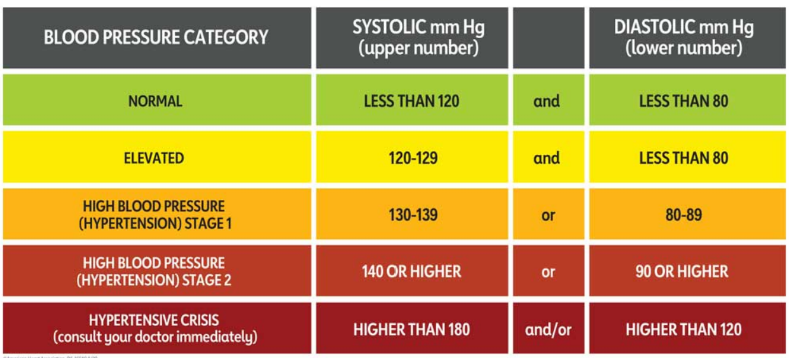 BLOOD PRESSURE CATEGORY
SYSTOLIC mm Hg
(upper number)
DIASTOLIC mm Hg
(lower number)
NORMAL
LESS THAN 120
and
LESS THAN 80
ELEVATED
120-129
and
LESS THAN 80
HIGH BLOOD PRESSURE
(HYPERTENSION) STAGE 1
130-139
or
80-89
HIGH BLOOD PRESSURE
(HYPERTENSION) STAGE 2
140 OR HIGHER
or
90 OR HIGHER
HYPERTENSIVE CRISIS
(consult your doctor immediately)
HIGHER THAN 180
and/or
HIGHER THAN 120